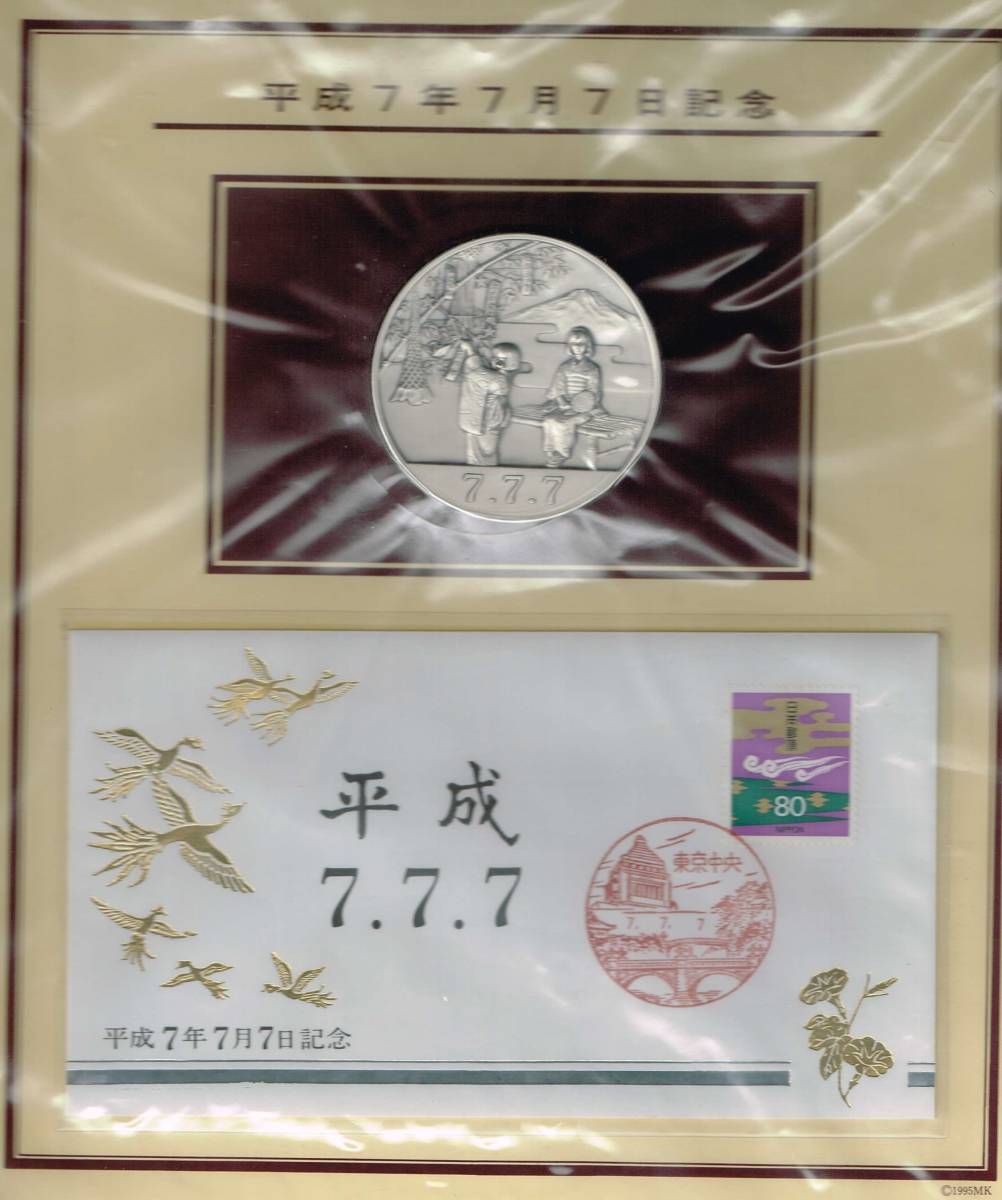 平成7年7月7日記念
7.7.7
日本郵便
80
NIPPON
平成
7.7.7
東京中央
7. 7. 7
平成7年7月7日記念
©1995MK